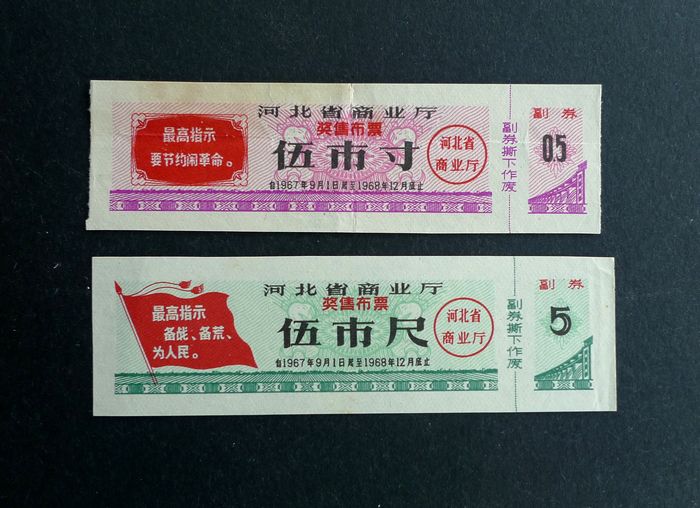 河北省商业厅
奖售布票
最高指示
要节约闹革命。
伍市寸
河北省
商业厅
自1967年9月1日起至1968年12月底止
副券撕下作废
副券
05
河北省商业厅
奖售布票
最高指示
备战、备荒、
为人民。
伍市尺
河北省
商业厅
自1967年9月1日起至1968年12月底止
副券撕下作废
副券
5